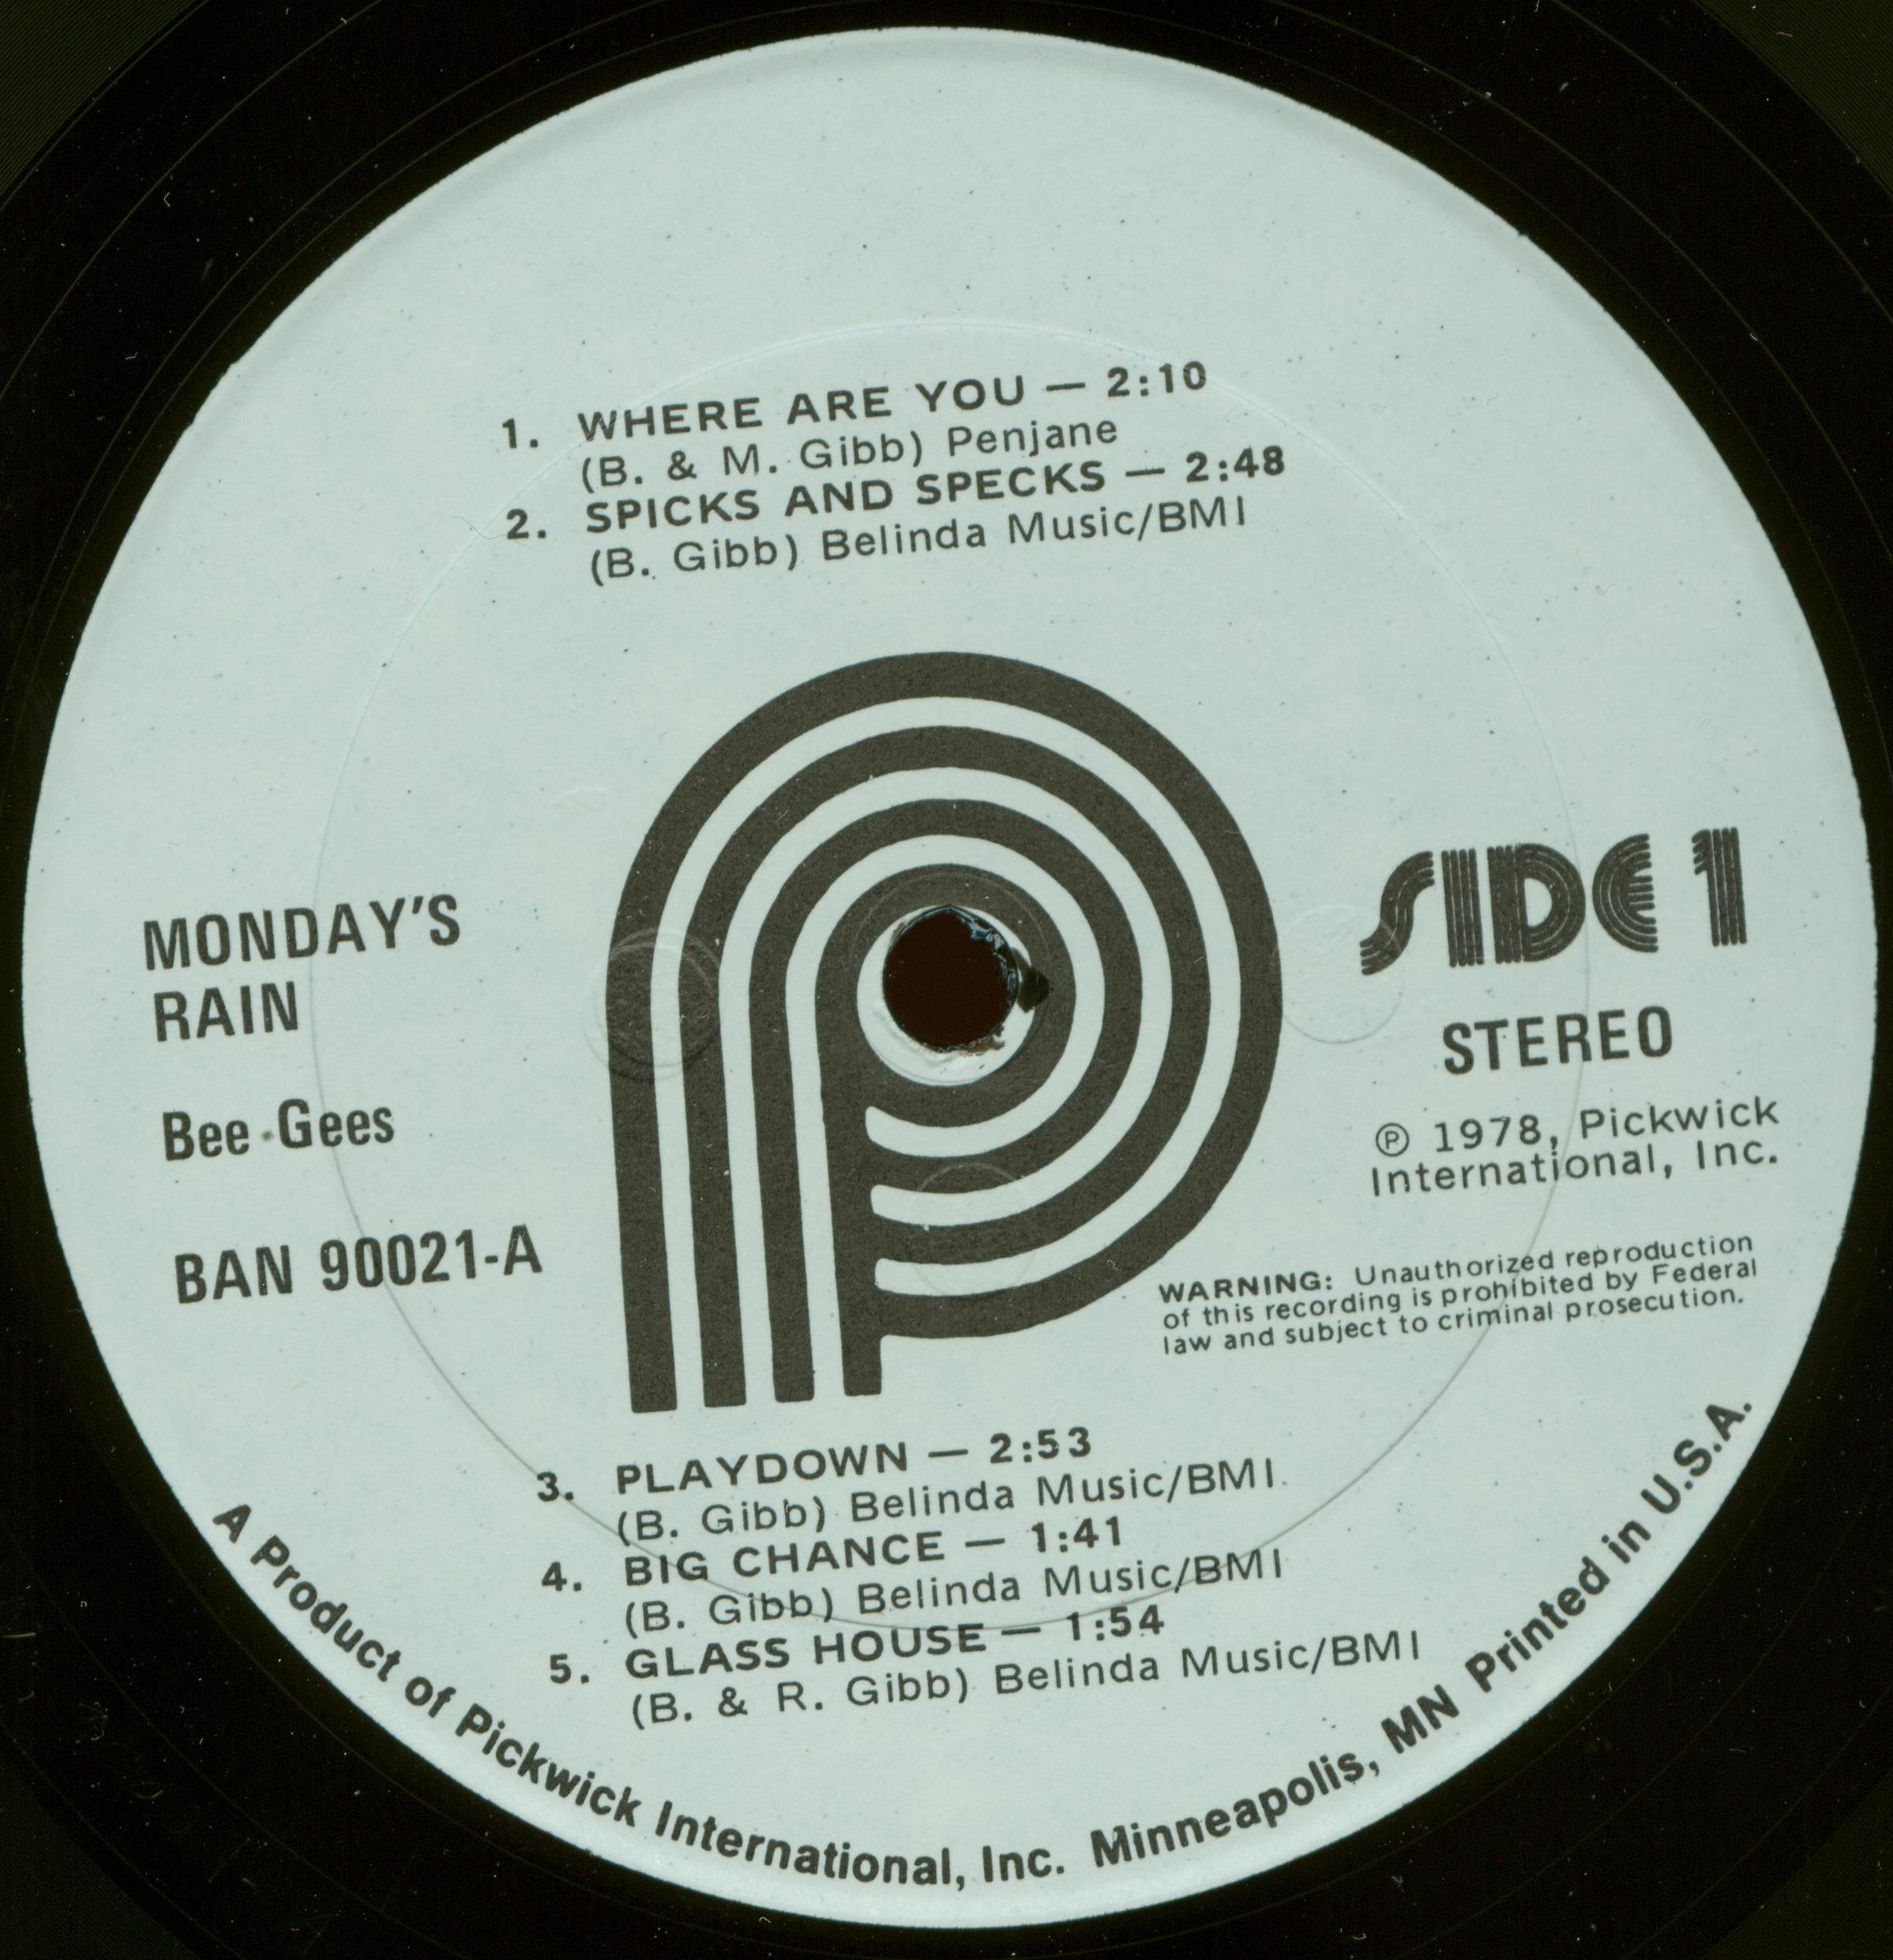 1. WHERE ARE YOU — 2:10
(B. & M. Gibb) Penjane
2. SPICKS AND SPECKS — 2:48
(B. Gibb) Belinda Music/BMI
MONDAY'S
RAIN
Bee Gees
BAN 90021-A
SIDE 1
STEREO
℗ 1978, Pickwick
International, Inc.
WARNING: Unauthorized reproduction
of this recording is prohibited by Federal
law and subject to criminal prosecution.
3. PLAYDOWN — 2:53
(B. Gibb) Belinda Music/BMI
4. BIG CHANCE — 1:41
(B. Gibb) Belinda Music/BMI
5. GLASS HOUSE — 1:54
(B. & R. Gibb) Belinda Music/BMI
A Product of Pickwick International, Inc. Minneapolis, MN Printed in U.S.A.